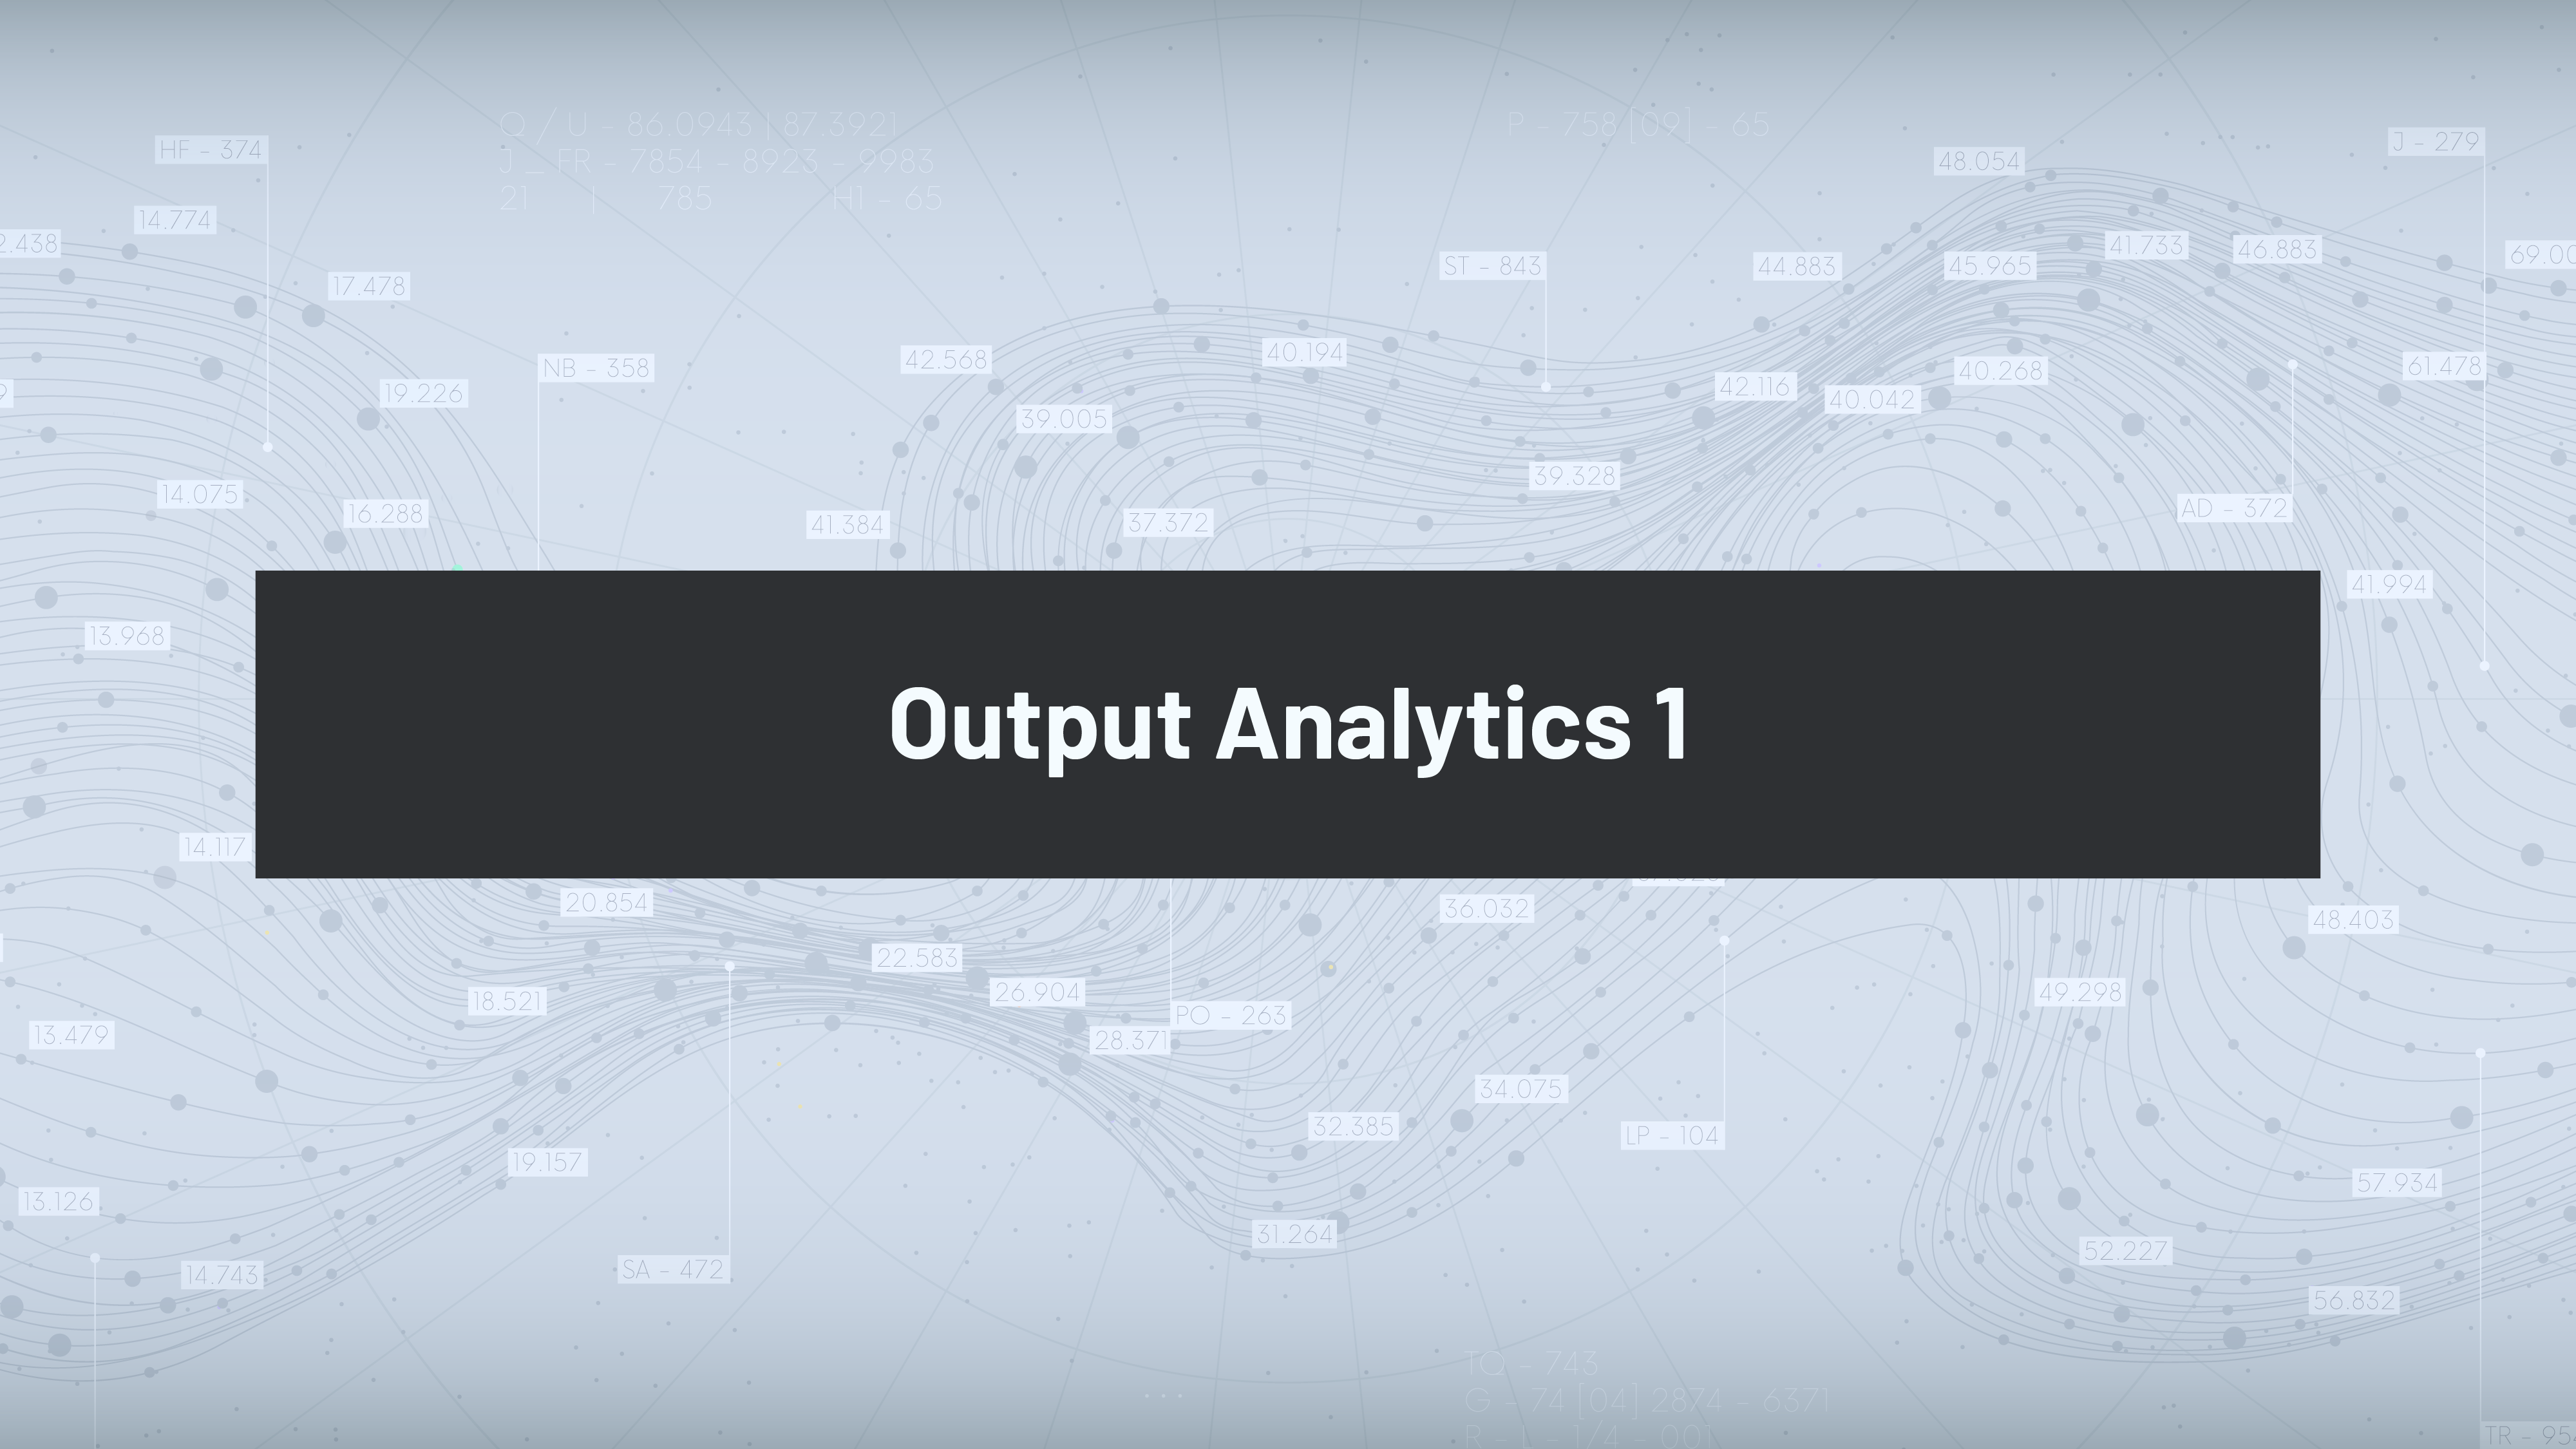 Q / U - 86.0943 | 87.3921
J _ FR - 7854 - 8923 - 9983
21 | 785 H1 - 65
P - 758 [09] - 65
HF - 374
J - 279
48.054
14.774
2.438
41.733
46.883
69.00
ST - 843
44.883
45.965
17.478
42.568
40.194
NB - 358
61.478
40.268
42.116
19.226
40.042
39.005
39.328
14.075
AD - 372
16.288
41.384
37.372
41.994
13.968
Output Analytics 1
14.117
20.854
36.032
48.403
22.583
18.521
26.904
49.298
PO - 263
13.479
28.371
34.075
32.385
LP - 104
19.157
57.934
13.126
31.264
52.227
SA - 472
14.743
56.832
TQ - 743
G - 74 [04] 2874 - 6371
R - L - 1/4 - 001
TR - 95